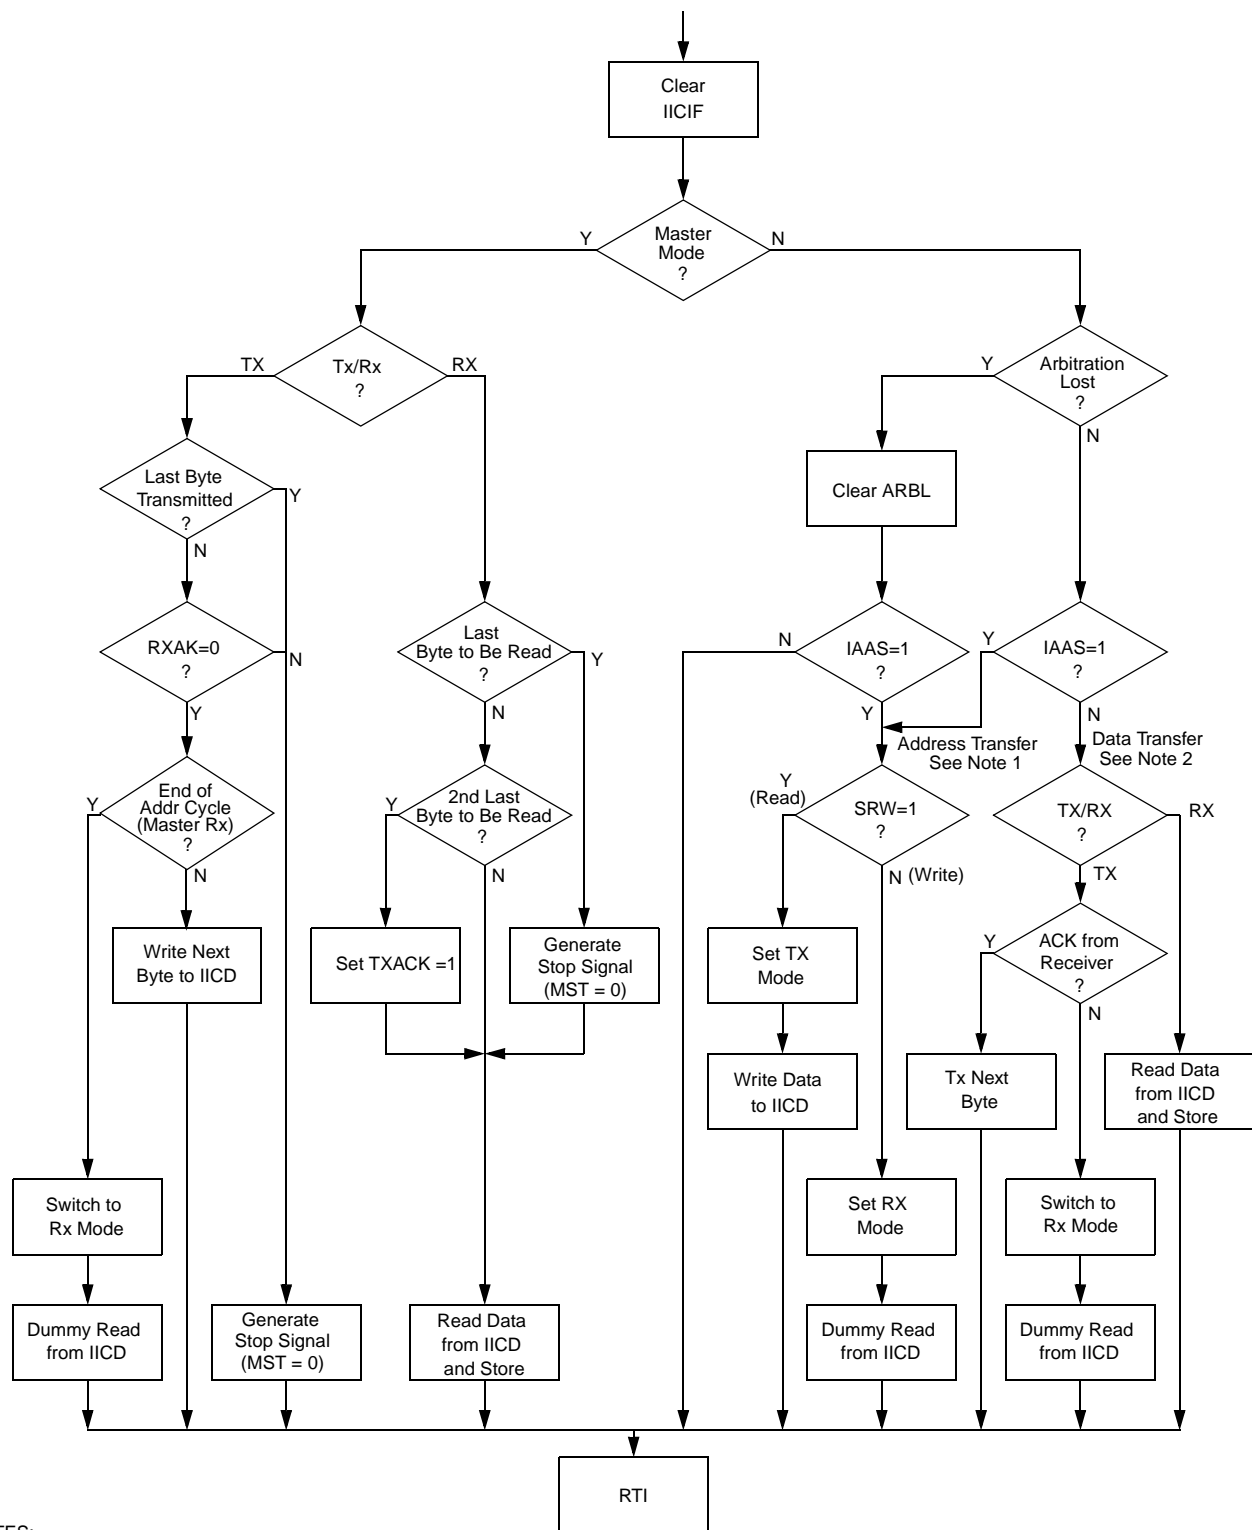 Clear
IICIF
Master
Mode
?
Y
N
Tx/Rx
?
TX
RX
Arbitration
Lost
?
Y
N
Last Byte
Transmitted
?
Y
N
Clear ARBL
RXAK=0
?
N
Y
Last
Byte to Be Read
?
Y
N
IAAS=1
?
N
Y
IAAS=1
?
Y
N
Address Transfer
See Note 1
Data Transfer
See Note 2
End of
Addr Cycle
(Master Rx)
?
Y
N
2nd Last
Byte to Be Read
?
Y
N
SRW=1
?
Y
(Read)
N (Write)
TX/RX
?
RX
TX
Write Next
Byte to IICD
Set TXACK =1
Generate
Stop Signal
(MST = 0)
Set TX
Mode
ACK from
Receiver
?
Y
N
Write Data
to IICD
Tx Next
Byte
Read Data
from IICD
and Store
Switch to
Rx Mode
Set RX
Mode
Switch to
Rx Mode
Dummy Read
from IICD
Generate
Stop Signal
(MST = 0)
Read Data
from IICD
and Store
Dummy Read
from IICD
Dummy Read
from IICD
RTI